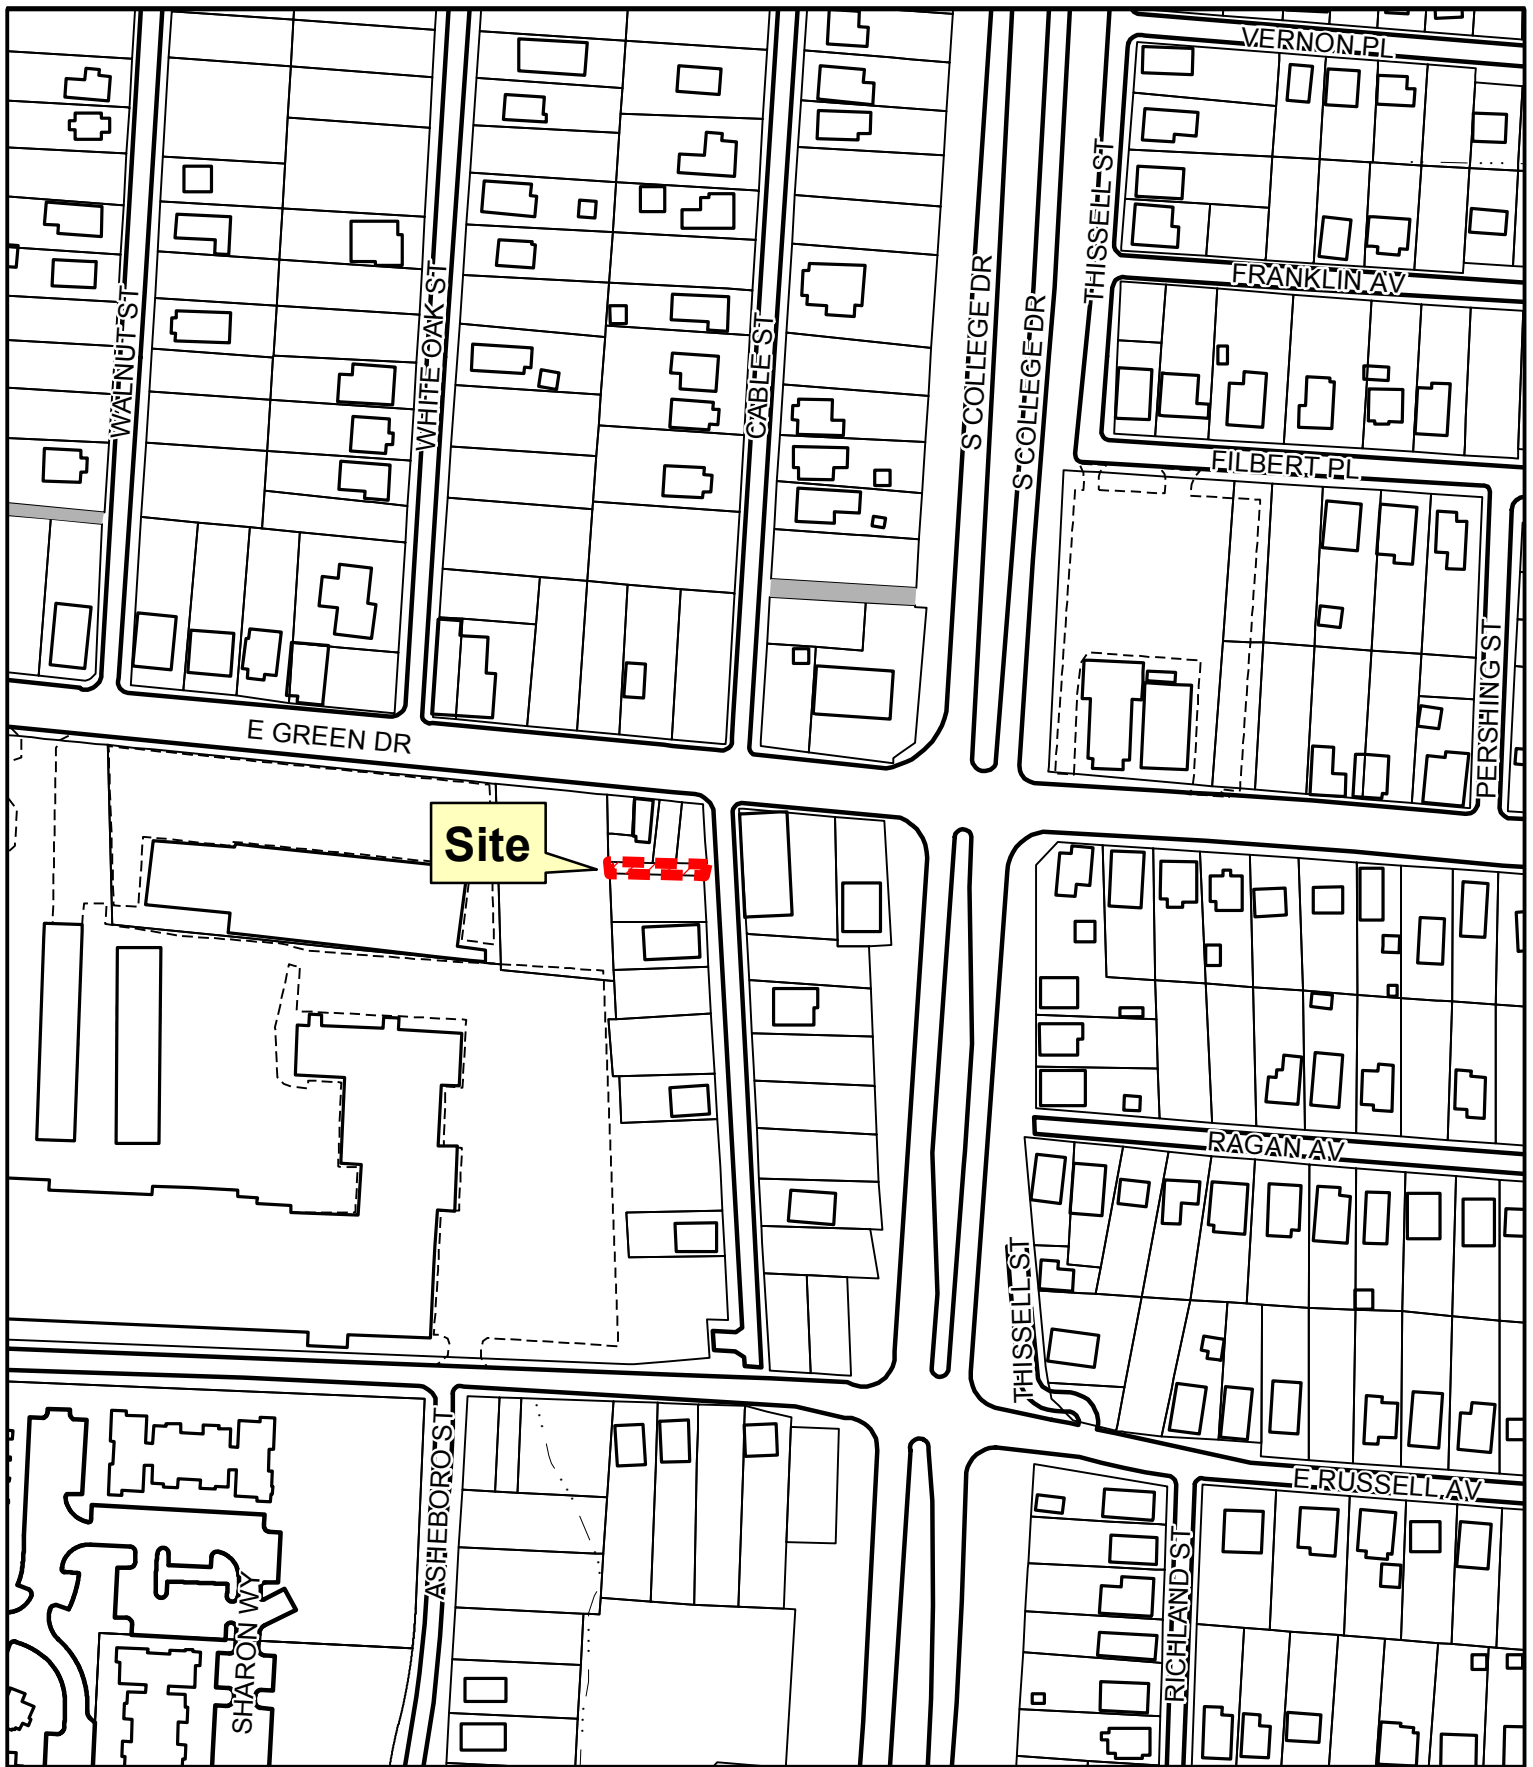 VERNON PL
THISSELL ST
FRANKLIN AV
WALNUT ST
WHITE OAK ST
CABLE ST
S COLLEGE DR
S COLLEGE DR
FILBERT PL
PERSHING ST
E GREEN DR
Site
RAGAN AV
THISSELL ST
ASHEBORO ST
E RUSSELL AV
RICHLAND ST
SHARON WY